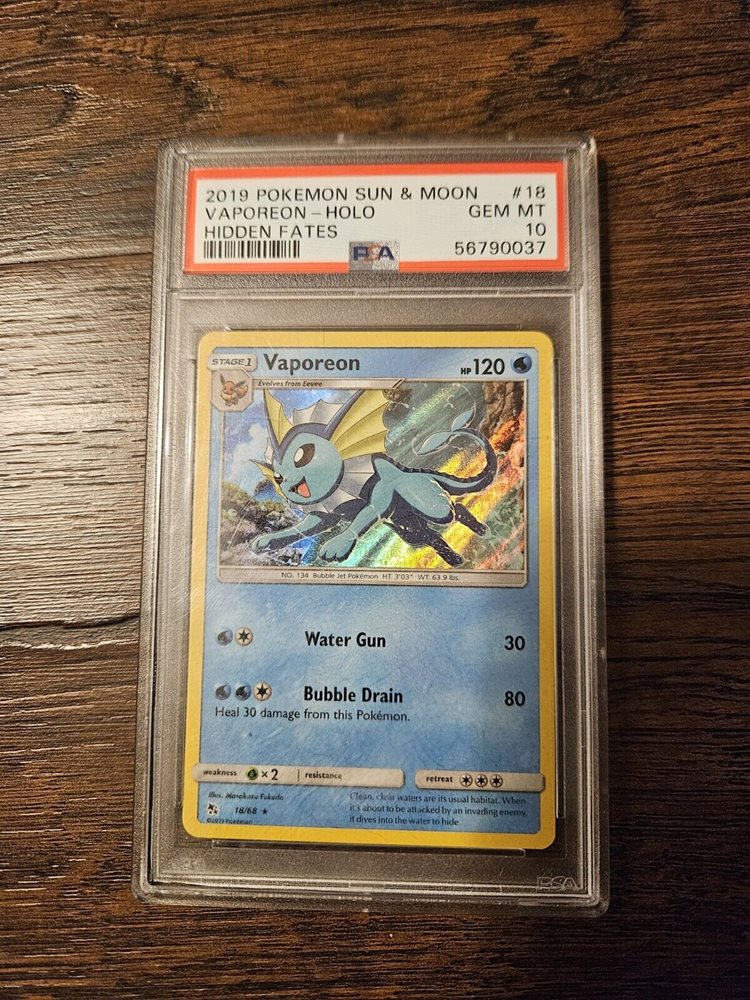 2019 POKEMON SUN & MOON #18
VAPOREON - HOLO GEM MT
HIDDEN FATES 10
PSA 56790037
STAGE 1 Vaporeon HP 120
Evolves from Eevee
NO. 134 Bubble Jet Pokémon HT: 3'03" WT: 63.9 lbs.
Water Gun 30
Bubble Drain 80
Heal 30 damage from this Pokémon.
weakness ×2 resistance retreat
Illus. Masakazu Fukuda
18/68 ★
©2019 Pokémon
Clean, clear waters are its usual habitat. When
it's about to be attacked by an invading enemy,
it dives into the water to hide.
PSA